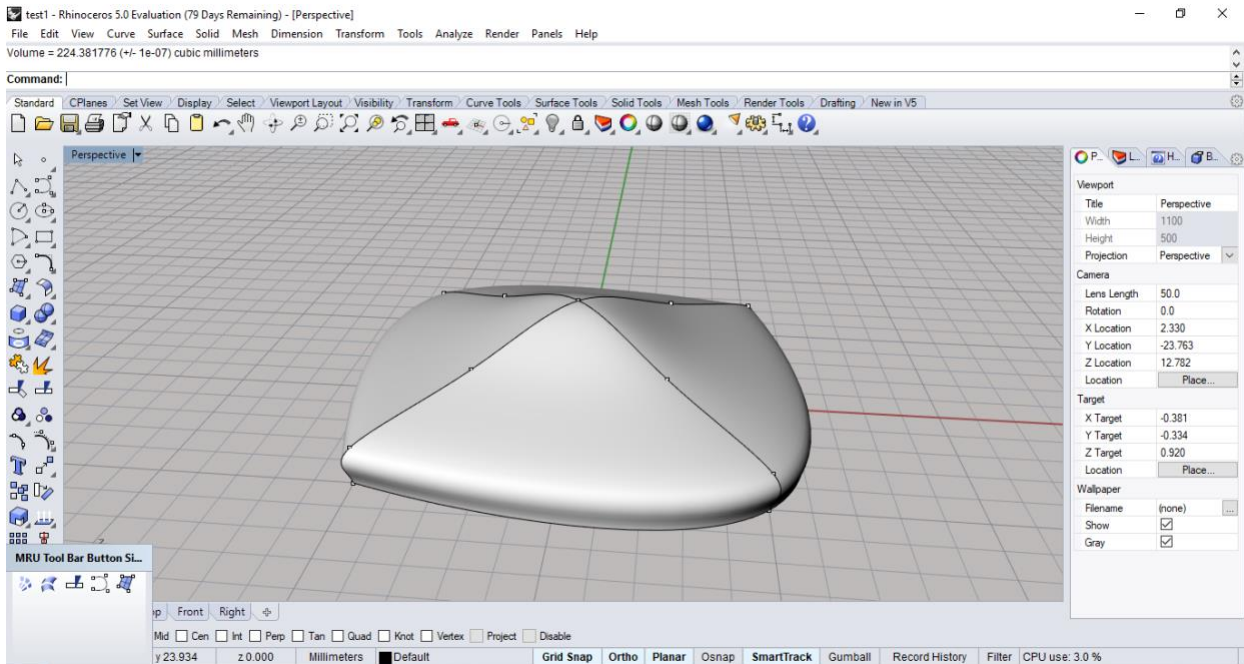 test1 - Rhinoceros 5.0 Evaluation (79 Days Remaining) - [Perspective]
File Edit View Curve Surface Solid Mesh Dimension Transform Tools Analyze Render Panels Help
Volume = 224.381776 (+/- 1e-07) cubic millimeters
Command:
Standard CPlanes Set View Display Select Viewport Layout Visibility Transform Curve Tools Surface Tools Solid Tools Mesh Tools Render Tools Drafting New in V5
Perspective
P... L... H... B...
Viewport
Title Perspective
Width 1100
Height 500
Projection Perspective
Camera
Lens Length 50.0
Rotation 0.0
X Location 2.330
Y Location -23.763
Z Location 12.782
Location Place...
Target
X Target -0.381
Y Target -0.334
Z Target 0.920
Location Place...
Wallpaper
Filename (none) ...
Show
Gray
MRU Tool Bar Button Si...
op Front Right
Mid Cen Int Perp Tan Quad Knot Vertex Project Disable
y 23.934 z 0.000 Millimeters Default Grid Snap Ortho Planar Osnap SmartTrack Gumball Record History Filter CPU use: 3.0 %